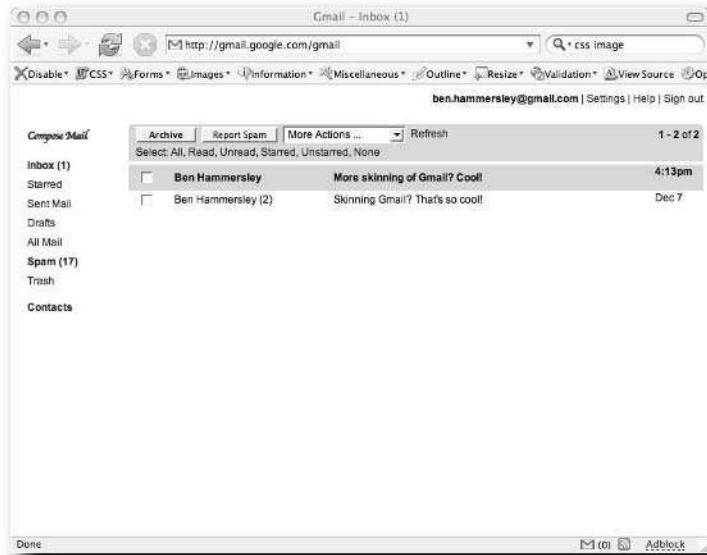 Gmail - Inbox (1)
http://gmail.google.com/gmail
css image
Disable CSS Forms Images Information Miscellaneous Outline Resize Validation View Source Op
ben.hammersley@gmail.com | Settings | Help | Sign out
Compose Mail
Archive Report Spam More Actions ... Refresh 1 - 2 of 2
Select: All, Read, Unread, Starred, Unstarred, None
Inbox (1)
Starred
Sent Mail
Drafts
All Mail
Spam (17)
Trash
Contacts
Ben Hammersley More skinning of Gmail? Cool! 4:13pm
Ben Hammersley (2) Skinning Gmail? That's so cool! Dec 7
Done (0) Adblock